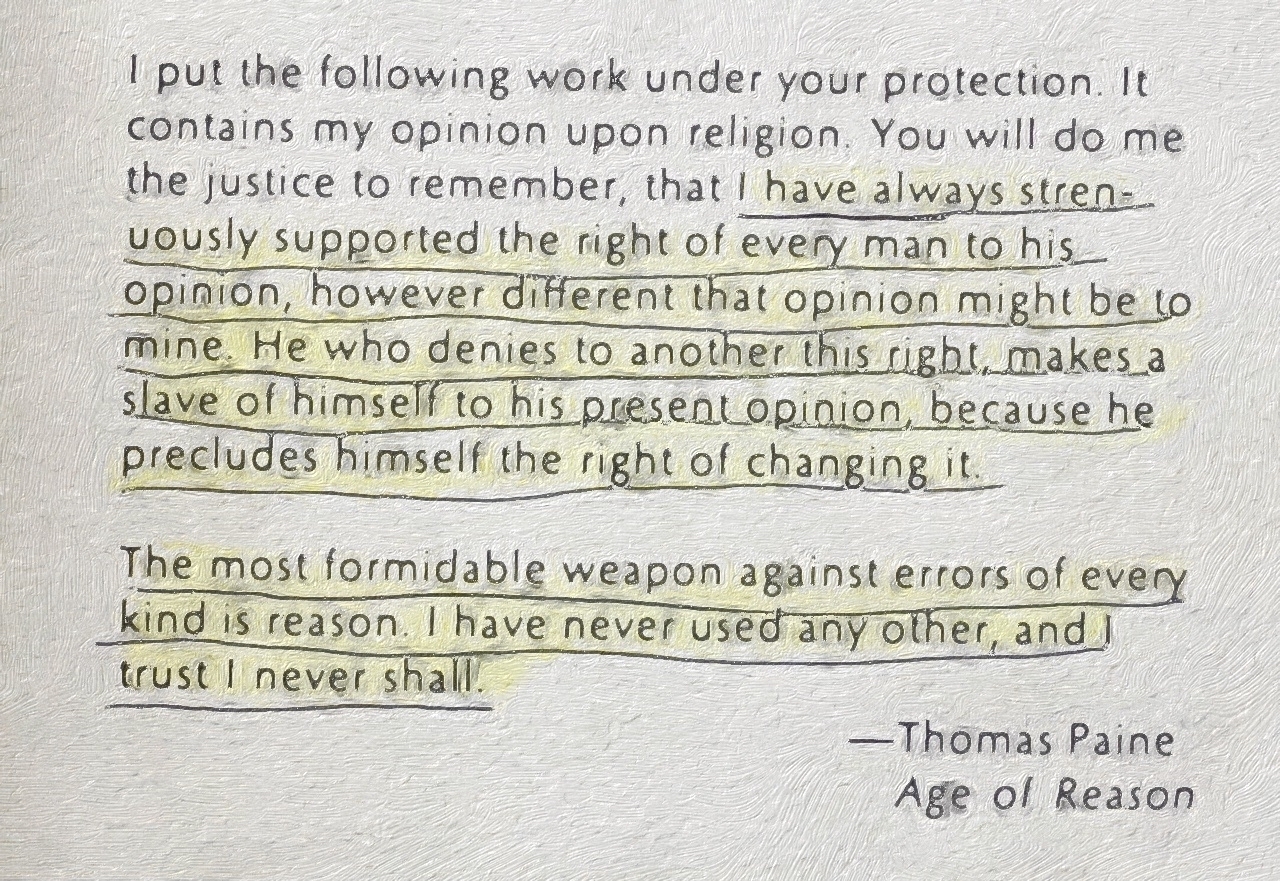 I put the following work under your protection. It
contains my opinion upon religion. You will do me
the justice to remember, that I have always stren-
uously supported the right of every man to his
opinion, however different that opinion might be to
mine. He who denies to another this right, makes a
slave of himself to his present opinion, because he
precludes himself the right of changing it.
The most formidable weapon against errors of every
kind is reason. I have never used any other, and I
trust I never shall.
—Thomas Paine
Age of Reason